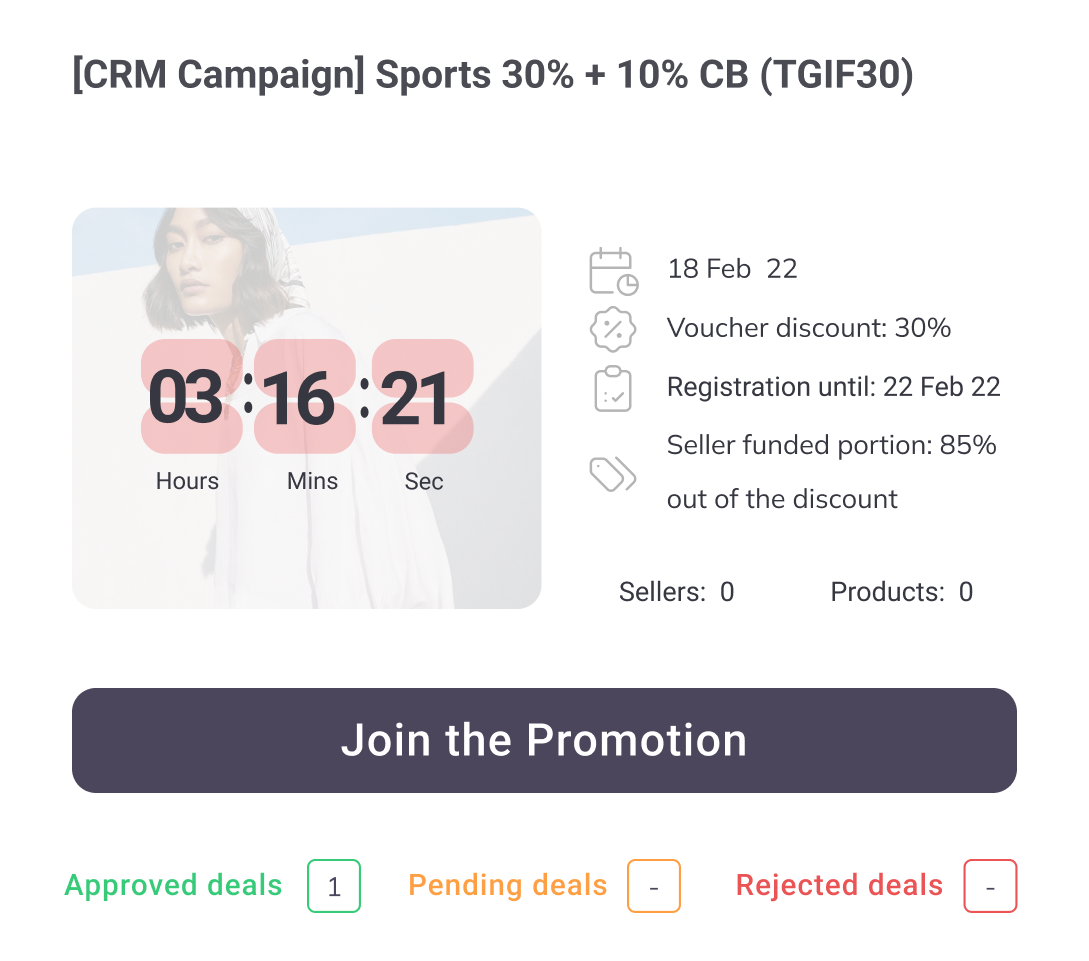 [CRM Campaign] Sports 30% + 10% CB (TGIF30)
18 Feb 22
Voucher discount: 30%
Registration until: 22 Feb 22
Seller funded portion: 85%
out of the discount
03 : 16 : 21
Hours Mins Sec
Sellers: 0 Products: 0
Join the Promotion
Approved deals 1 Pending deals - Rejected deals -